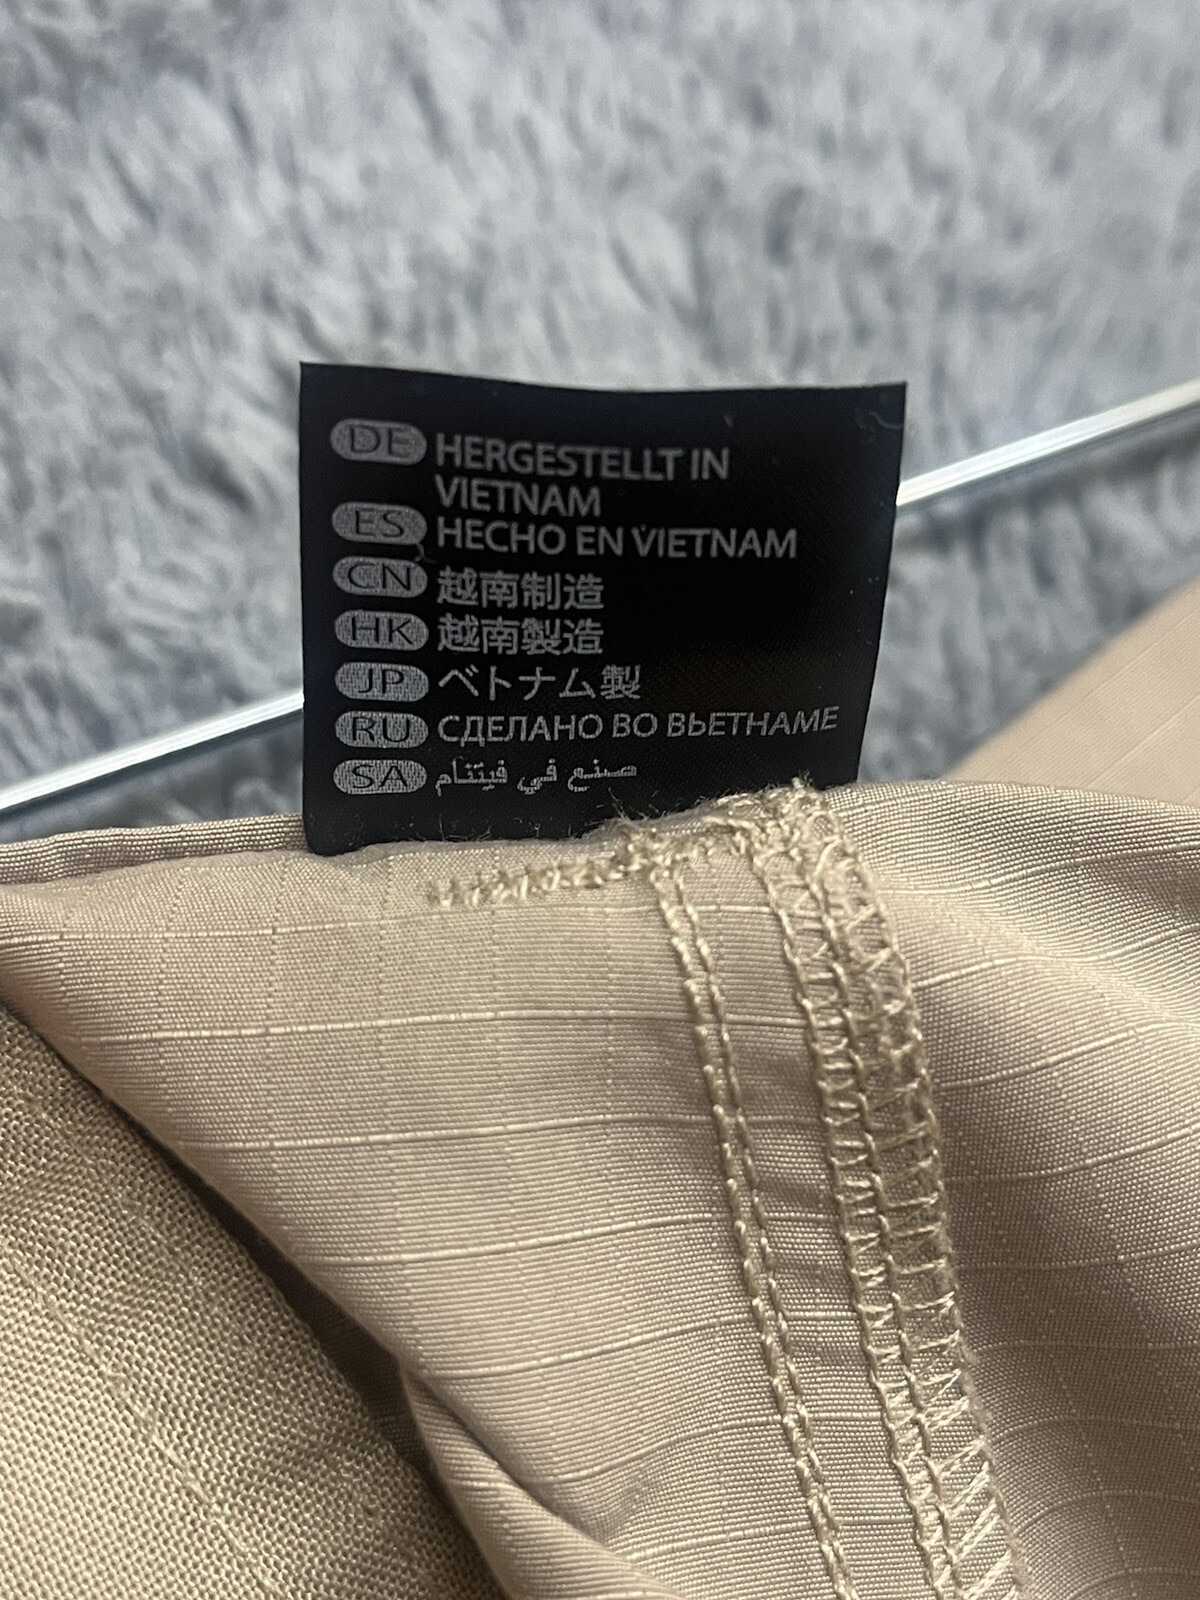 DE HERGESTELLT IN
VIETNAM
ES HECHO EN VIETNAM
CN 越南制造
HK 越南製造
JP ベトナム製
RU СДЕЛАНО ВО ВЬЕТНАМЕ
SA صنع في فيتنام